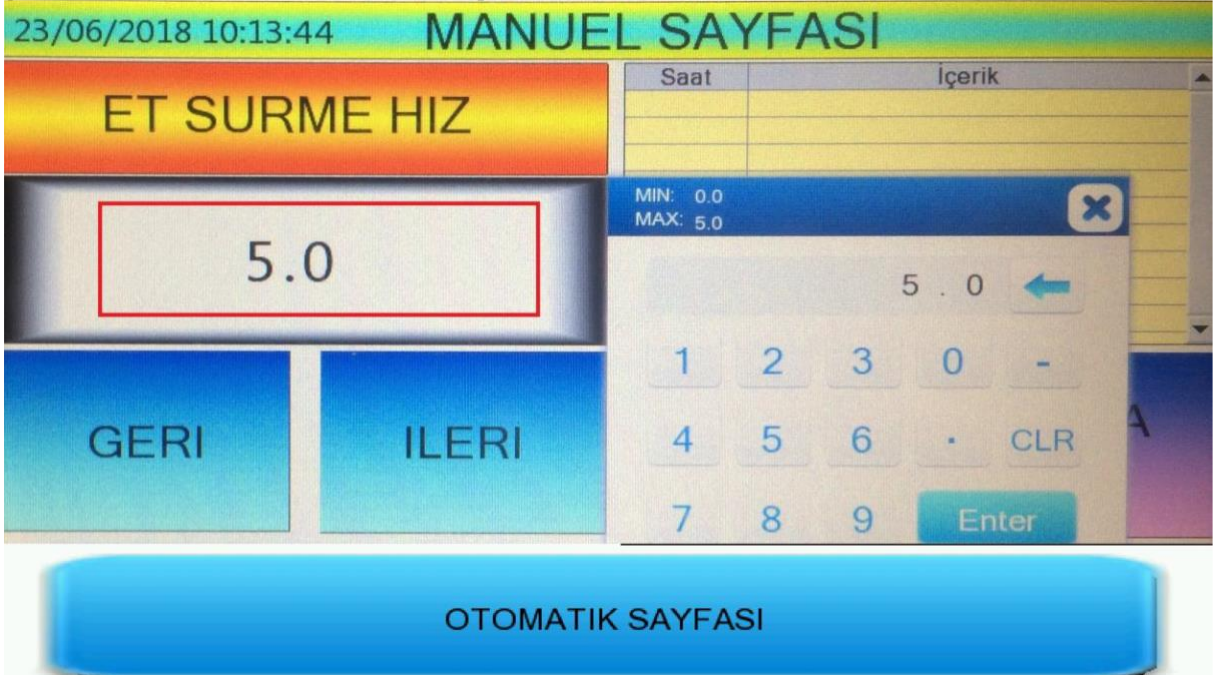 23/06/2018 10:13:44
MANUEL SAYFASI
ET SURME HIZ
5.0
GERI
ILERI
Saat
İçerik
MIN: 0.0
MAX: 5.0
5 . 0
1 2 3 0 -
4 5 6 . CLR
7 8 9 Enter
A
OTOMATIK SAYFASI